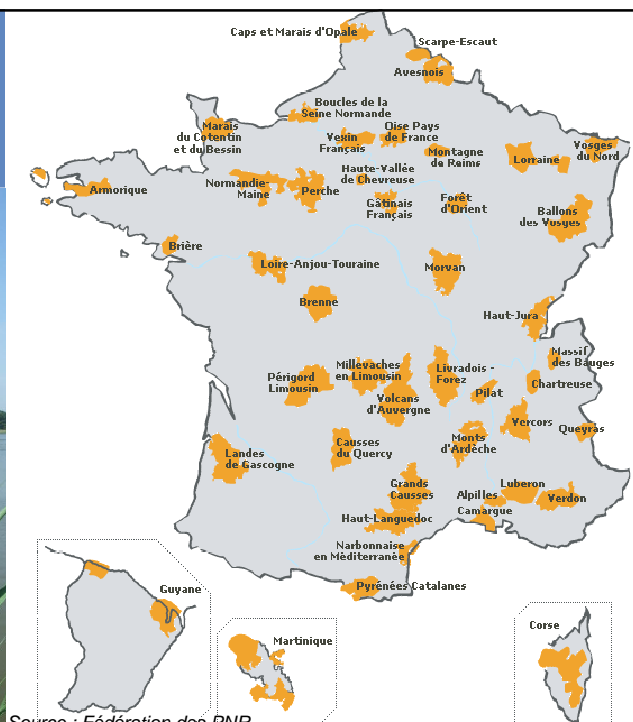 Caps et Marais d'Opale
Scarpe-Escaut
Avesnois
Boucles de la
Seine Normande
Marais
du Cotentin
et du Bessin
Oise Pays
de France
Vexin
Français
Montagne
de Reims
Lorraine
Vosges
du Nord
Haute-Vallée
de Chevreuse
Armorique
Normandie-
Maine
Perche
Gâtinais
Français
Forêt
d'Orient
Ballons
des Vosges
Brière
Loire-Anjou-Touraine
Morvan
Brenne
Haut-Jura
Massif
des Bauges
Millevaches
en Limousin
Livradois -
Forez
Périgord
Limousin
Chartreuse
Pilat
Volcans
d'Auvergne
Vercors
Queyras
Causses
du Quercy
Monts
d'Ardèche
Landes
de Gascogne
Grands
Causses
Luberon
Alpilles
Verdon
Camargue
Haut-Languedoc
Narbonnaise
en Méditerranée
Pyrénées Catalanes
Guyane
Martinique
Corse
Source : Fédération des PNR